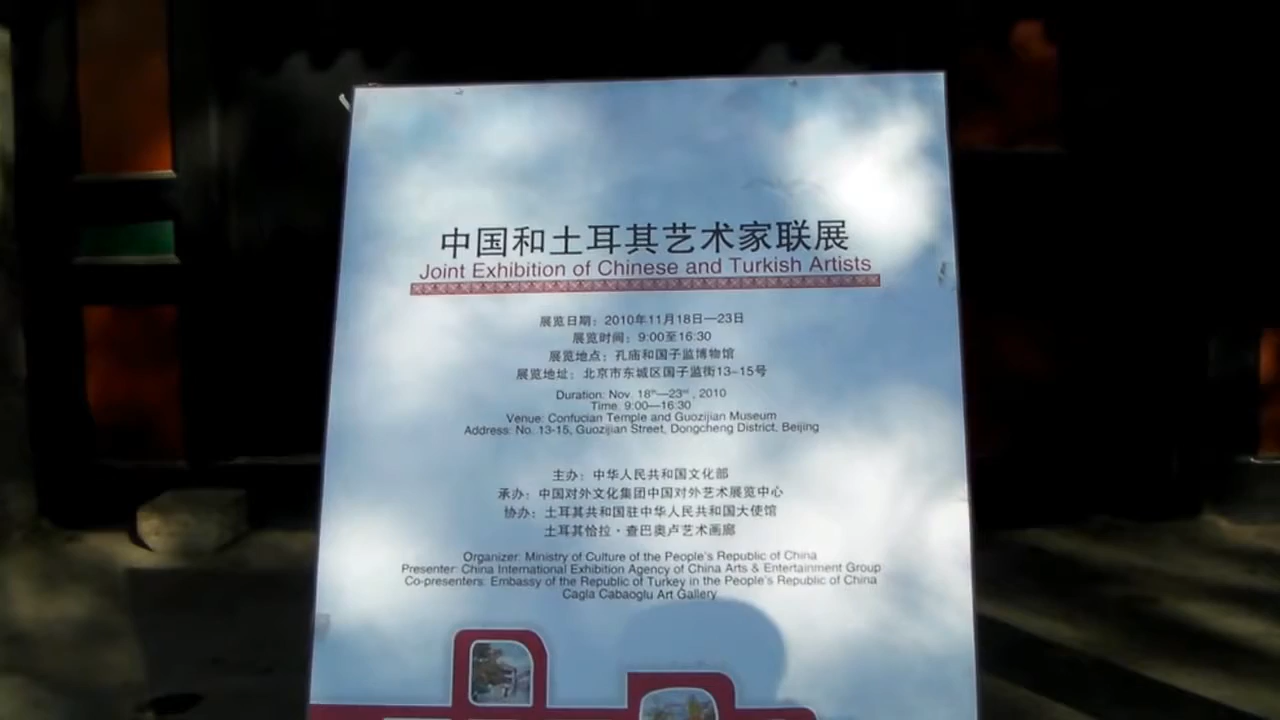 中国和土耳其艺术家联展
Joint Exhibition of Chinese and Turkish Artists
展览日期：2010年11月18日—23日
展览时间：9:00至16:30
展览地点：孔庙和国子监博物馆
展览地址：北京市东城区国子监街13-15号
Duration: Nov. 18th—23rd , 2010
Time: 9:00—16:30
Venue: Confucian Temple and Guozijian Museum
Address: No. 13-15, Guozijian Street, Dongcheng District, Beijing
主办：中华人民共和国文化部
承办：中国对外文化集团中国对外艺术展览中心
协办：土耳其共和国驻中华人民共和国大使馆
土耳其恰拉·查巴奥卢艺术画廊
Organizer: Ministry of Culture of the People's Republic of China
Presenter: China International Exhibition Agency of China Arts & Entertainment Group
Co-presenters: Embassy of the Republic of Turkey in the People's Republic of China
Cagla Cabaoglu Art Gallery